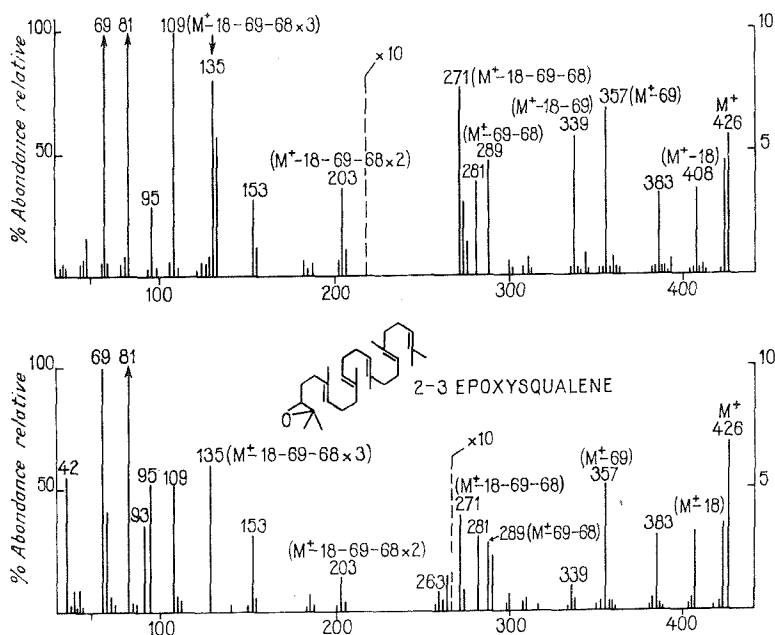 100 69 81 109(M⁺-18-69-68×3) 10
135 ×10
271(M⁺-18-69-68)
(M⁺-18-69) 357(M⁺-69) M⁺
(M±69-68) 339 426
289
% Abundance relative 50 (M⁺-18-69-68×2) 281 (M⁺-18) 5
95 153 203 383 408
100 200 300 400
100 69 81 10
2-3 EPOXYSQUALENE
O
×10 M⁺
426
135(M±18-69-68×3) (M±69)
42 95 109 (M±18-69-68) 357
% Abundance relative 50 271 (M±18) 5
93 153 281 289(M±69-68) 383
(M±18-69-68×2)
203 263 339
100 200 300 400